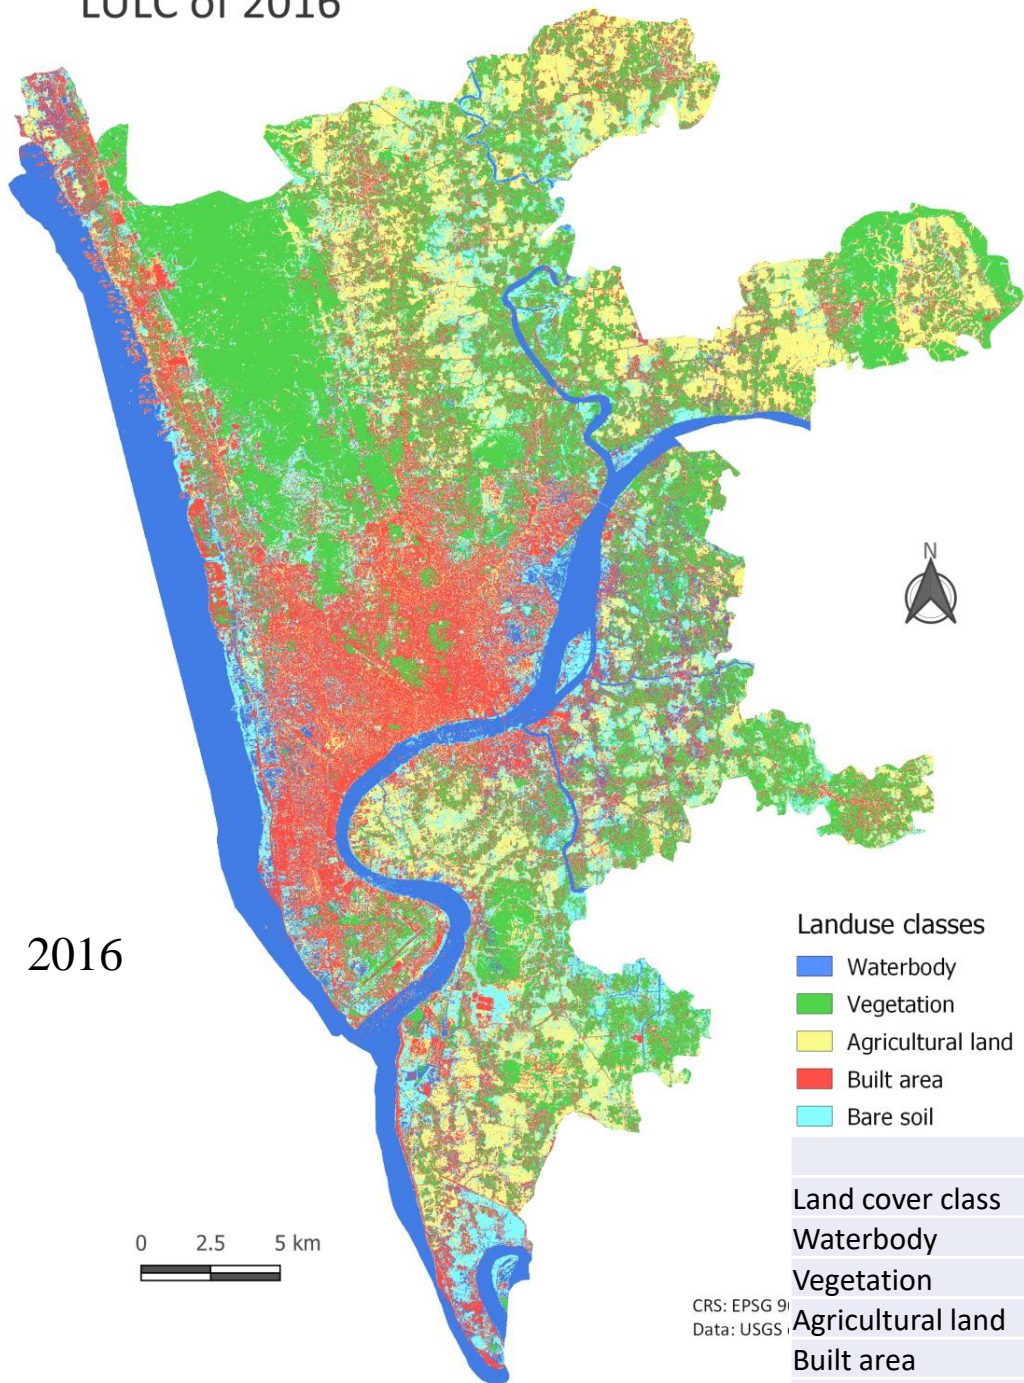 LULC of 2016
N
2016
Landuse classes
Waterbody
Vegetation
Agricultural land
Built area
Bare soil
0 2.5 5 km
CRS: EPSG
Data: USGS
Land cover class
Waterbody
Vegetation
Agricultural land
Built area